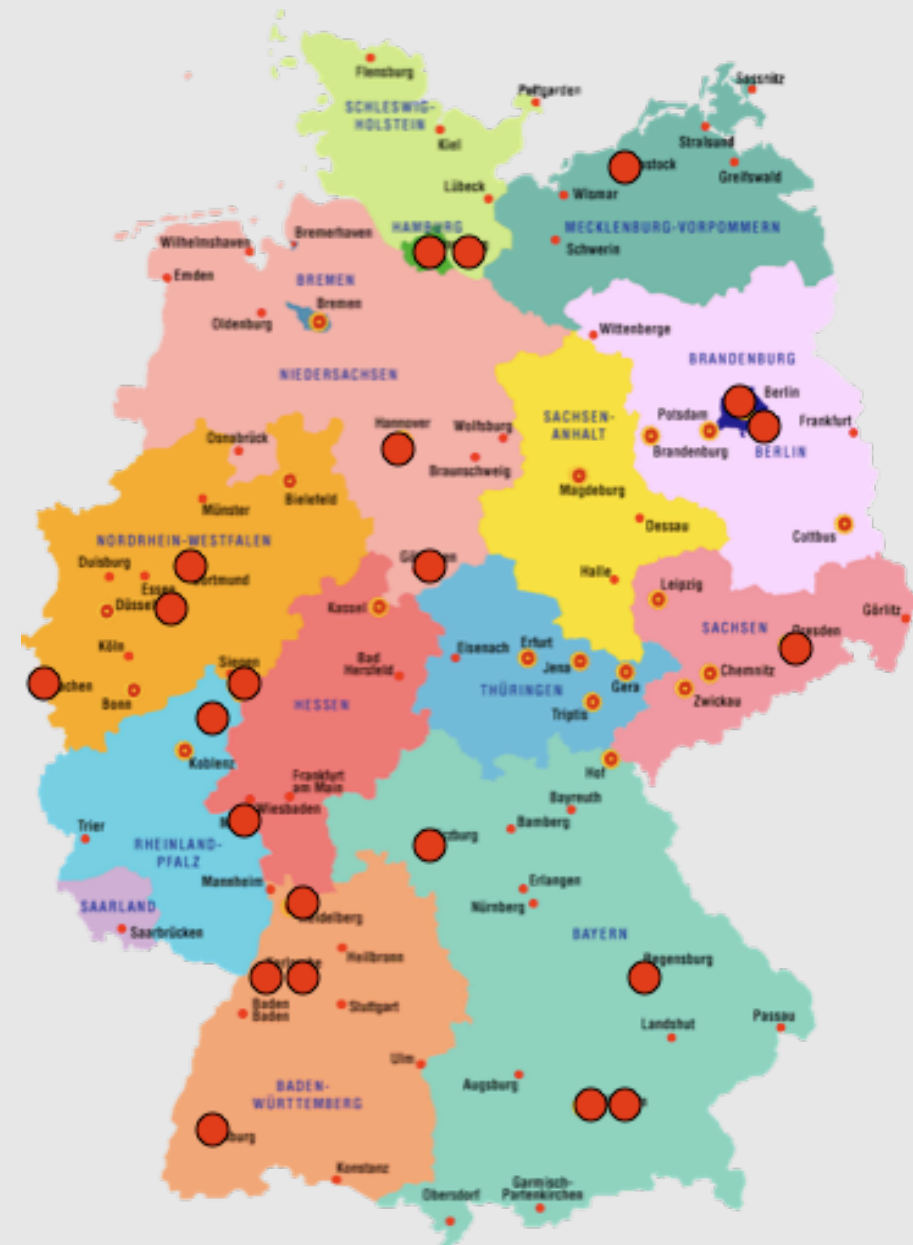 Flensburg
Sassnitz
Puttgarden
SCHLESWIG-
HOLSTEIN
Kiel
Stralsund
Greifswald
Lübeck
Wismar
HAMBURG
MECKLENBURG-VORPOMMERN
Bremerhaven
Wilhelmshaven
Schwerin
Emden
BREMEN
Bremen
Oldenburg
Wittenberge
BRANDENBURG
NIEDERSACHSEN
Berlin
SACHSEN-
ANHALT
Potsdam
Frankfurt
Hannover
Wolfsburg
Osnabrück
Brandenburg
BERLIN
Braunschweig
Magdeburg
Bielefeld
Münster
Dessau
Cottbus
NORDRHEIN-WESTFALEN
Duisburg
Essen
Halle
Leipzig
Kassel
Görlitz
SACHSEN
Köln
Eisenach
Erfurt
Bad
Hersfeld
Jena
Chemnitz
Gera
THÜRINGEN
Zwickau
Bonn
HESSEN
Triptis
Koblenz
Hof
Frankfurt
am Main
Wiesbaden
Bayreuth
Bamberg
Trier
RHEINLAND-
PFALZ
Mannheim
Erlangen
Nürnberg
SAARLAND
Saarbrücken
BAYERN
Heilbronn
Regensburg
Baden
Baden
Stuttgart
Passau
Landshut
Ulm
Augsburg
BADEN-
WÜRTTEMBERG
Konstanz
Obersdorf
Garmisch-
Partenkirchen